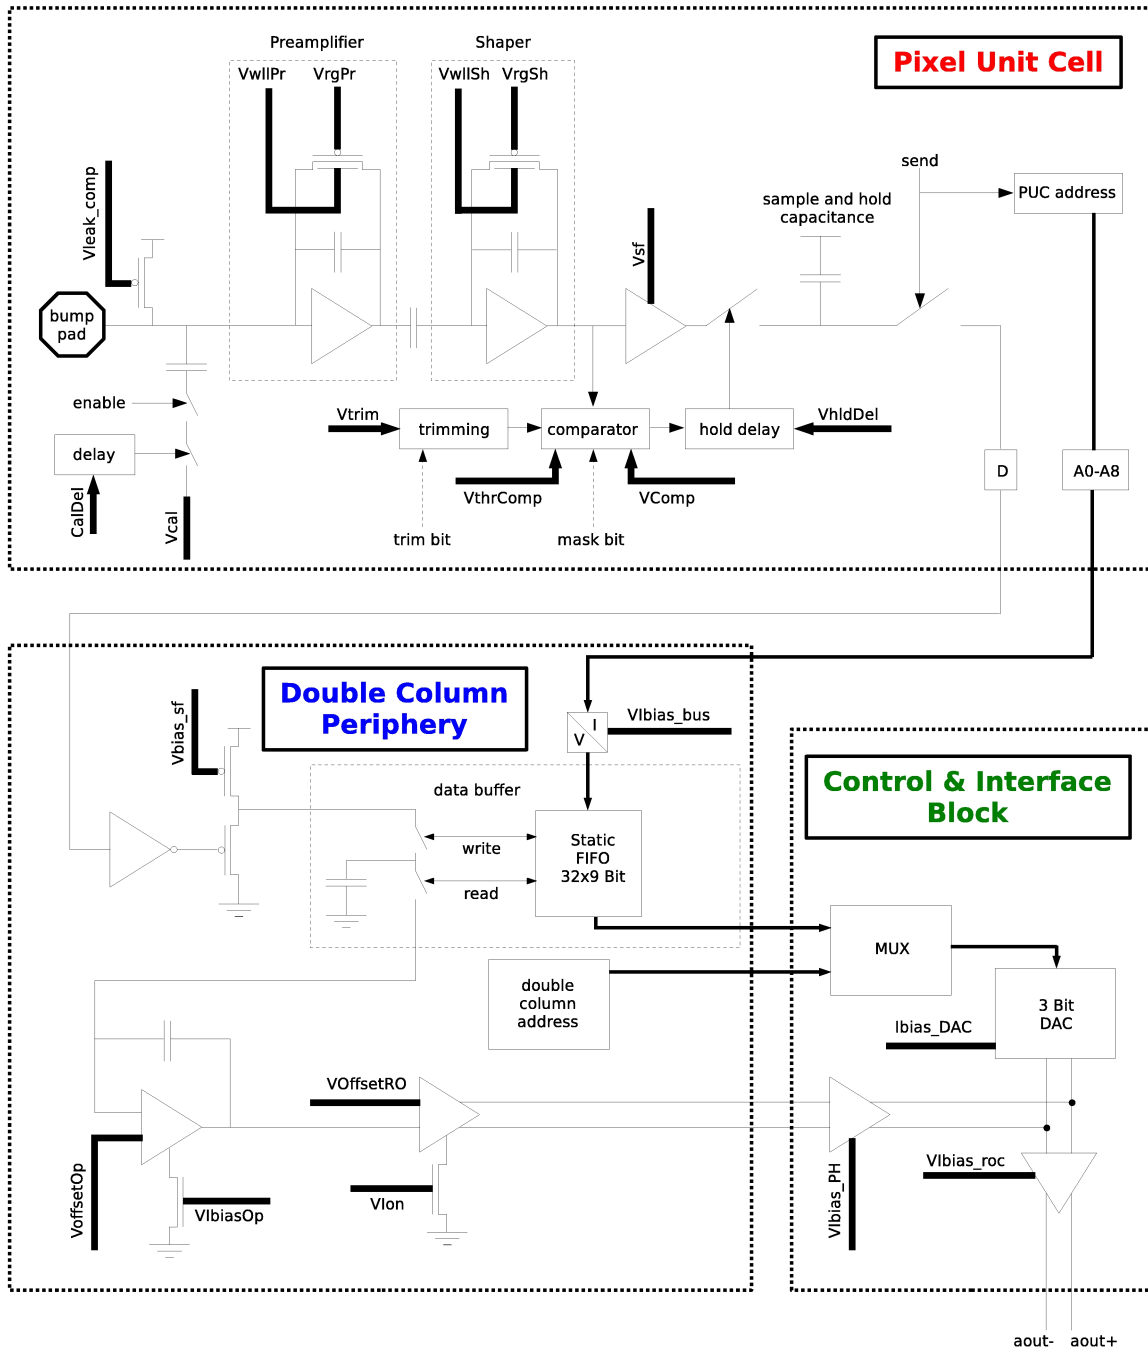 Preamplifier
Shaper
Pixel Unit Cell
VwllPr
VrgPr
VwllSh
VrgSh
Vleak_comp
send
sample and hold
capacitance
PUC address
Vsf
bump
pad
enable
delay
CalDel
Vcal
Vtrim
trimming
comparator
hold delay
VhldDel
VthrComp
VComp
trim bit
mask bit
D
A0-A8
Double Column
Periphery
Vbias_sf
I
V
VIbias_bus
data buffer
Static
FIFO
32x9 Bit
write
read
Control & Interface
Block
MUX
double
column
address
3 Bit
DAC
Ibias_DAC
VOffsetRO
VoffsetOp
VIbiasOp
VIon
VIbias_PH
VIbias_roc
aout-
aout+